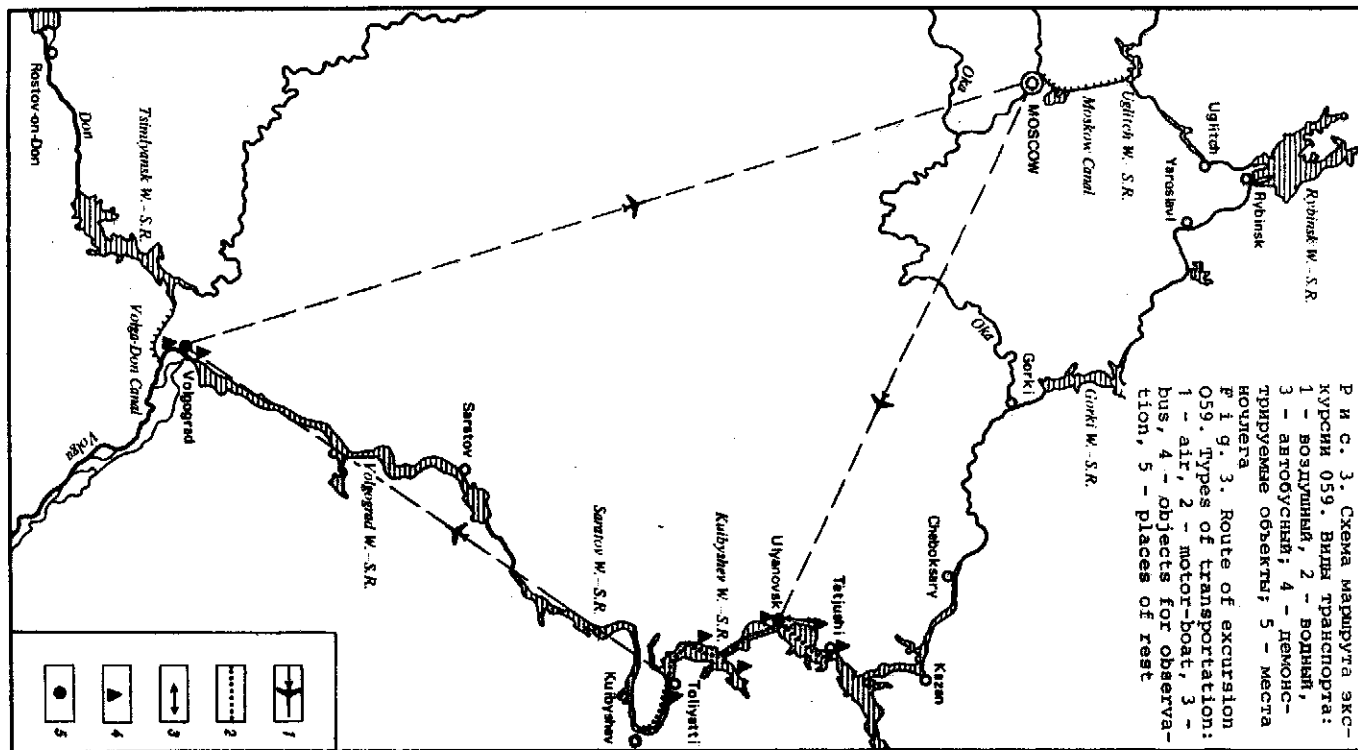 Р и с. 3. Схема маршрута экс-
курсии 059. Виды транспорта:
1 - воздушный, 2 - водный,
3 - автобусный; 4 - демонс-
трируемые объекты; 5 - места
ночлега
F i g. 3. Route of excursion
059. Types of transportation:
1 - air, 2 - motor-boat, 3 -
bus, 4 - objects for observa-
tion, 5 - places of rest
Rybinsk W.-S.R.
Rybinsk
Uglitch
Yaroslavl
Uglitch W.-S.R.
Moskow Canal
MOSCOW
Oka
Oka
Gorki
Gorki W.-S.R.
Cheboksary
Kazan
Tetjushi
Ulyanovsk
Kuibyshev W.-S.R.
Toliyatti
Kuibyshev
Saratov W.-S.R.
Saratov
Volgograd W.-S.R.
Volgograd
Volga
Volga-Don Canal
Tsimlyansk W.-S.R.
Don
Rostov-on-Don
1
2
3
4
5